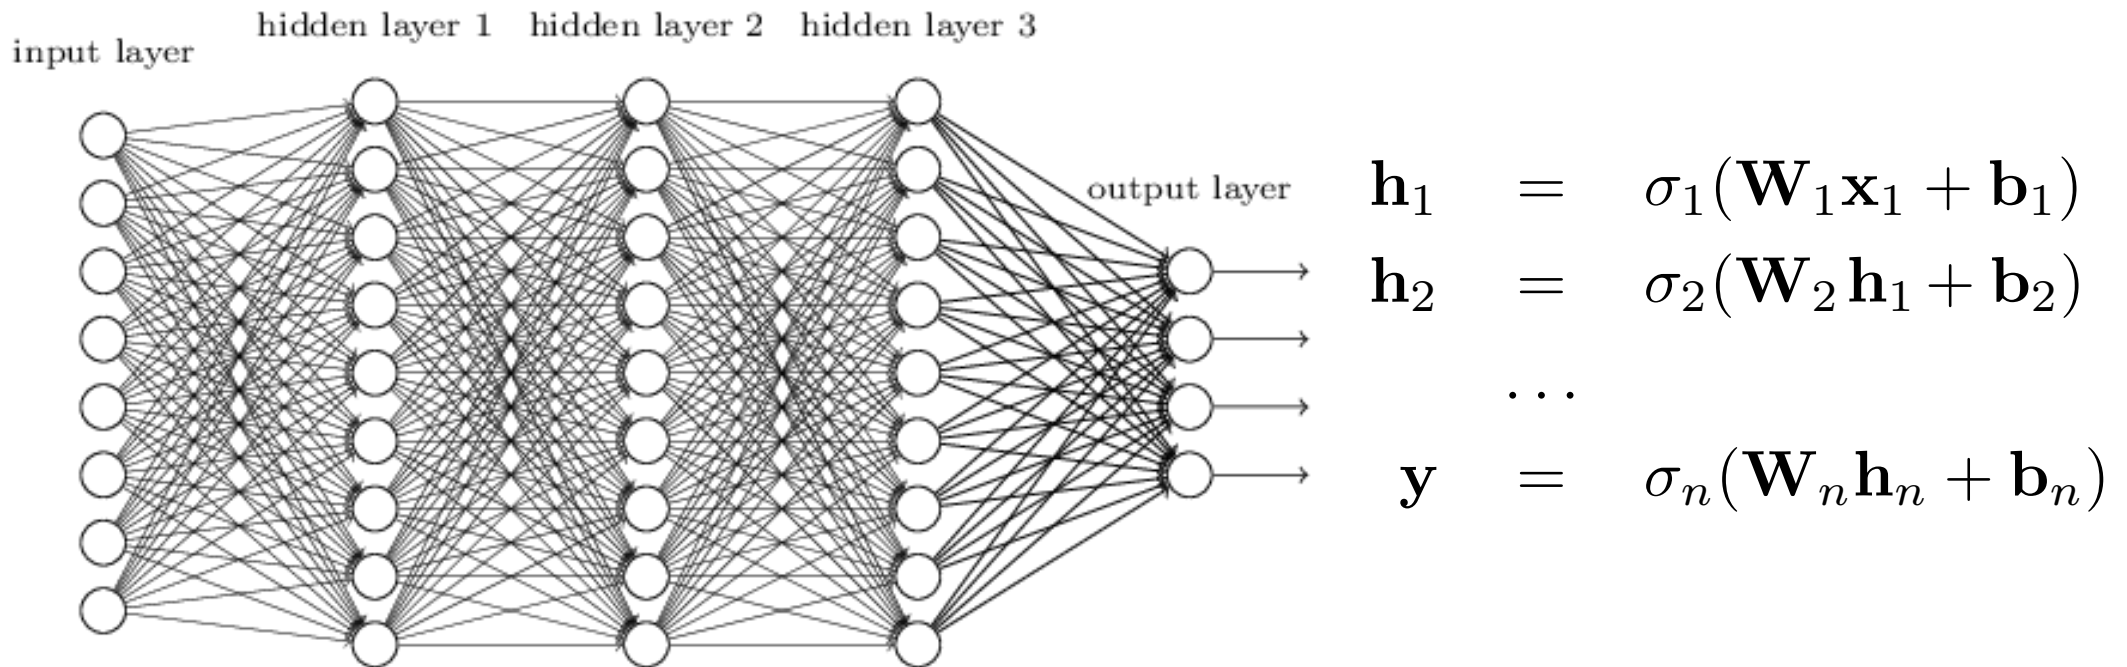 input layer
hidden layer 1
hidden layer 2
hidden layer 3
output layer
h₁ = σ₁(W₁x₁ + b₁)
h₂ = σ₂(W₂h₁ + b₂)
...
y = σₙ(Wₙhₙ + bₙ)